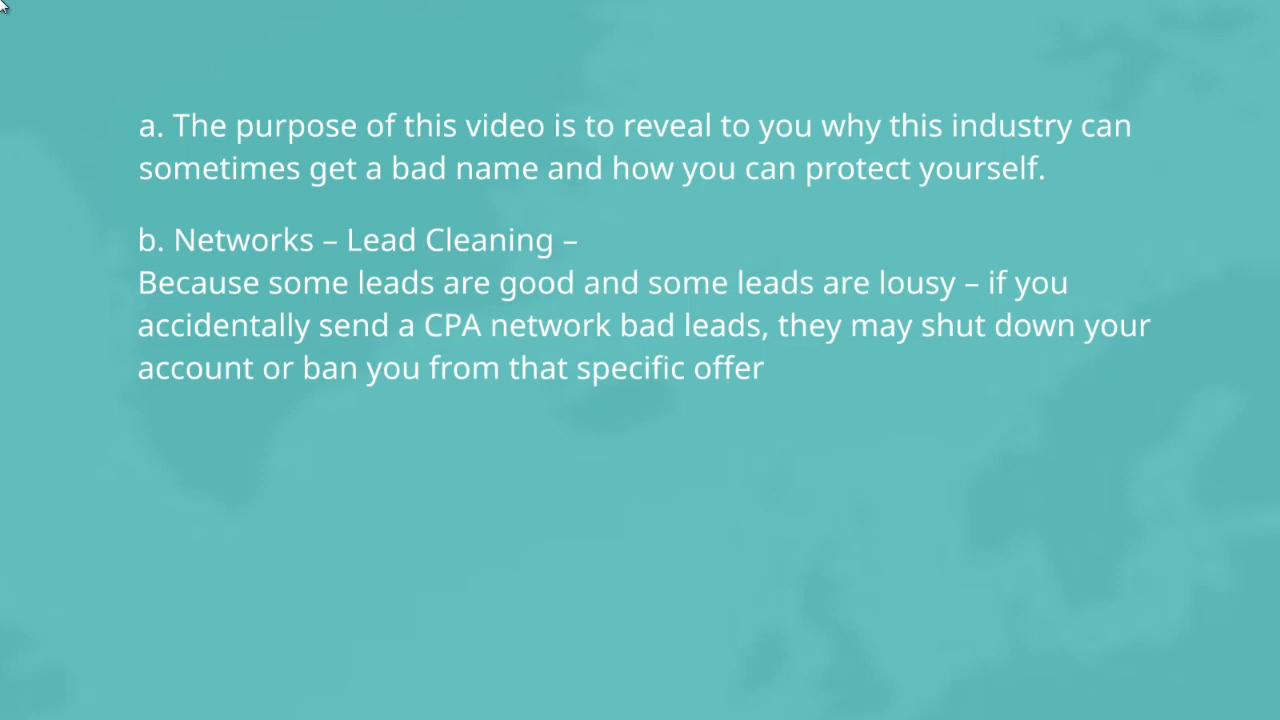 a. The purpose of this video is to reveal to you why this industry can
sometimes get a bad name and how you can protect yourself.
b. Networks – Lead Cleaning –
Because some leads are good and some leads are lousy – if you
accidentally send a CPA network bad leads, they may shut down your
account or ban you from that specific offer